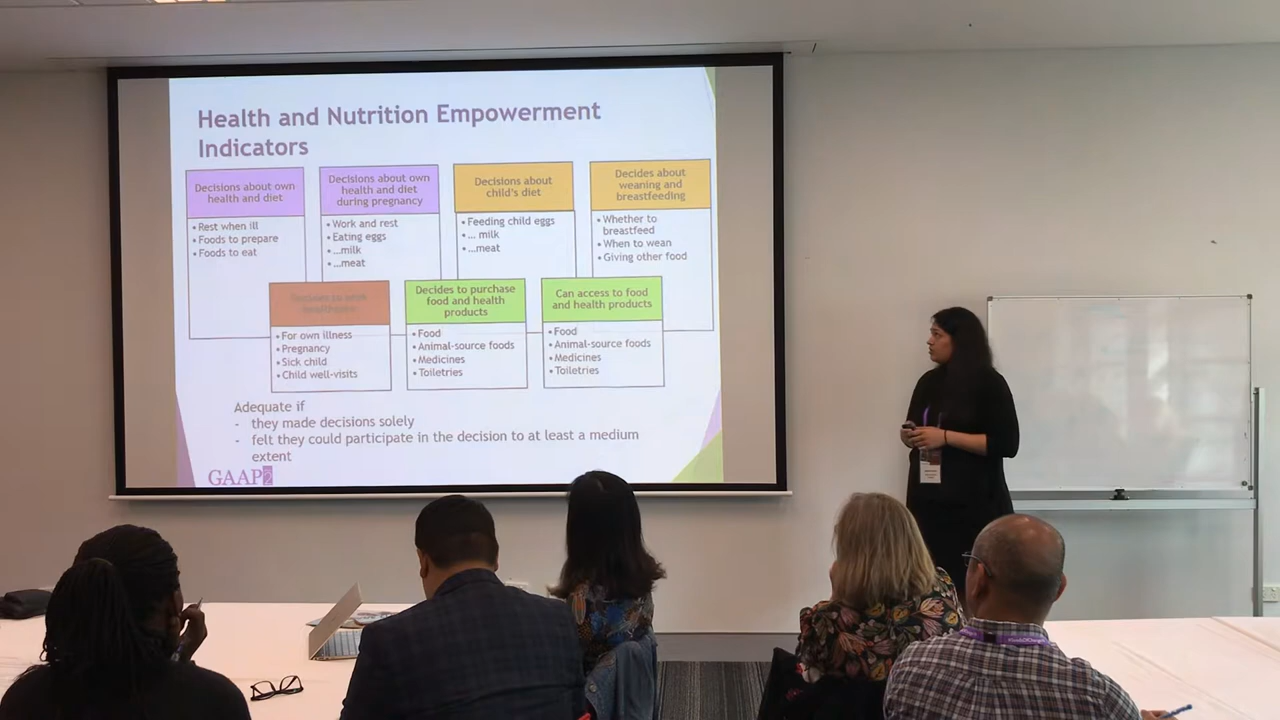 Health and Nutrition Empowerment
Indicators
Decisions about own
health and diet
• Rest when ill
• Foods to prepare
• Foods to eat
Decisions about own
health and diet
during pregnancy
• Work and rest
• Eating eggs
• ...milk
• ...meat
Decisions about
child's diet
• Feeding child eggs
• ... milk
• ...meat
Decides about
weaning and
breastfeeding
• Whether to
breastfeed
• When to wean
• Giving other food
Decides to seek
healthcare
• For own illness
• Pregnancy
• Sick child
• Child well-visits
Decides to purchase
food and health
products
• Food
• Animal-source foods
• Medicines
• Toiletries
Can access to food
and health products
• Food
• Animal-source foods
• Medicines
• Toiletries
Adequate if
- they made decisions solely
- felt they could participate in the decision to at least a medium
extent
GAAP2